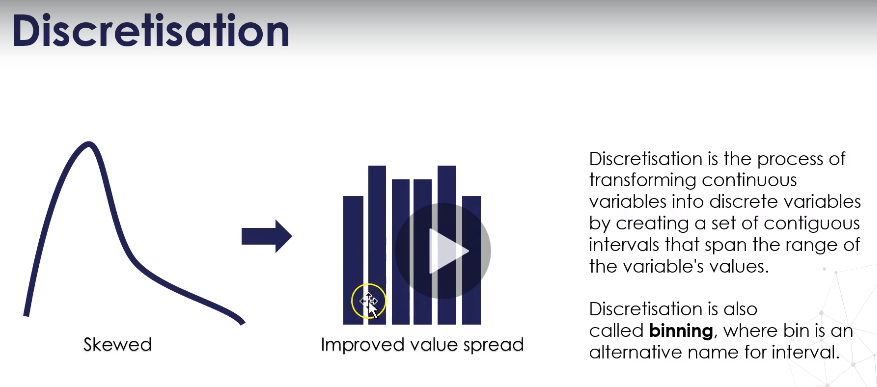 Discretisation
Skewed
Improved value spread
Discretisation is the process of
transforming continuous
variables into discrete variables
by creating a set of contiguous
intervals that span the range of
the variable's values.
Discretisation is also
called binning, where bin is an
alternative name for interval.